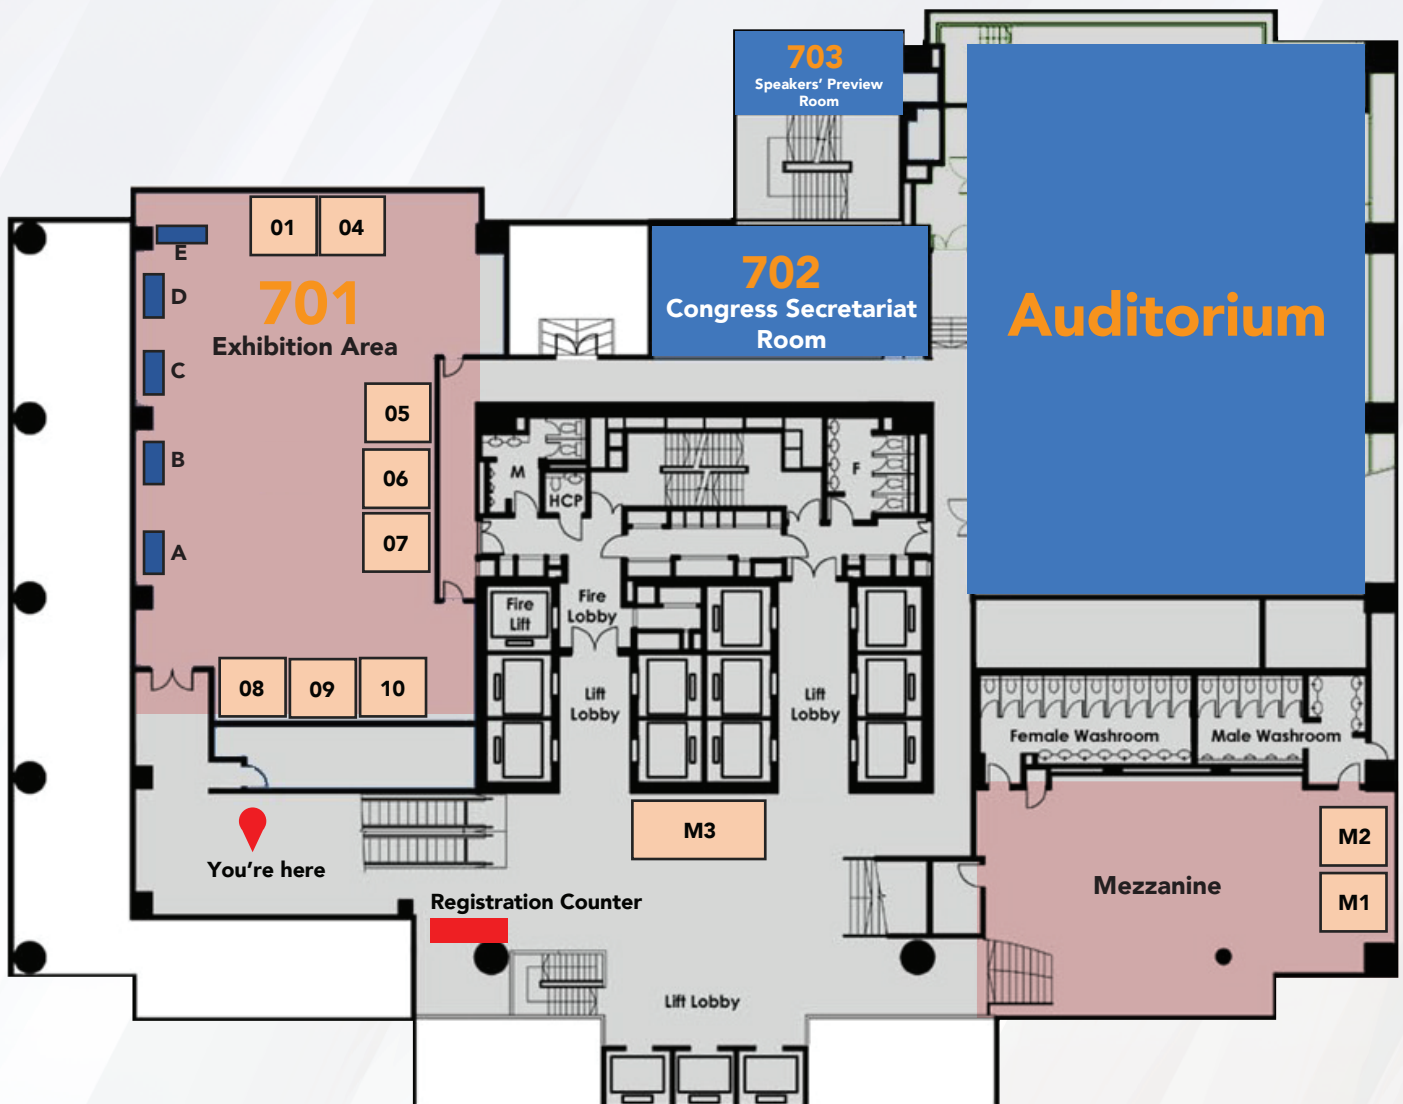 703
Speakers’ Preview
Room
01
04
E
D
701
Exhibition Area
C
B
A
702
Congress Secretariat
Room
Auditorium
05
06
07
M
HCP
F
Fire
Lift
Fire
Lobby
Lift
Lobby
Lift
Lobby
08
09
10
Female Washroom
Male Washroom
You’re here
M3
M2
M1
Mezzanine
Registration Counter
Lift Lobby